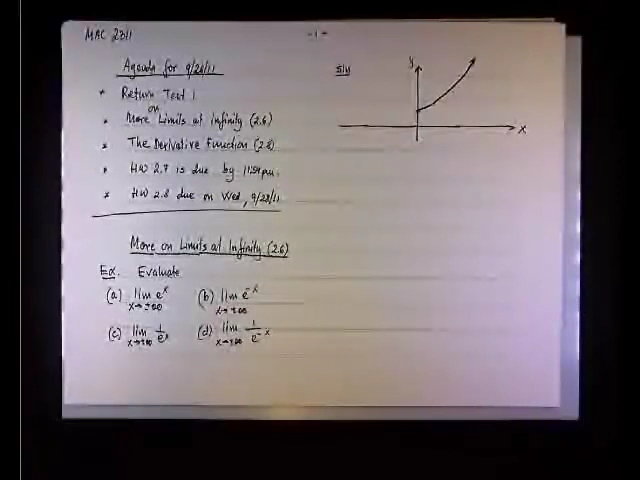 MAC 2311
-1-
Agenda for 9/26/11
* Return Test 1
* More on Limits at infinity (2.6)
* The Derivative Function (2.8)
* HW 2.7 is due by 11:59pm.
* HW 2.8 due on Wed, 9/28/11
More on Limits at Infinity (2.6)
Ex. Evaluate
(a) lim x→±∞ e^x (b) lim x→±∞ e^-x
(c) lim x→±∞ 1/e^x (d) lim x→±∞ 1/e^-x
Soln
y
x